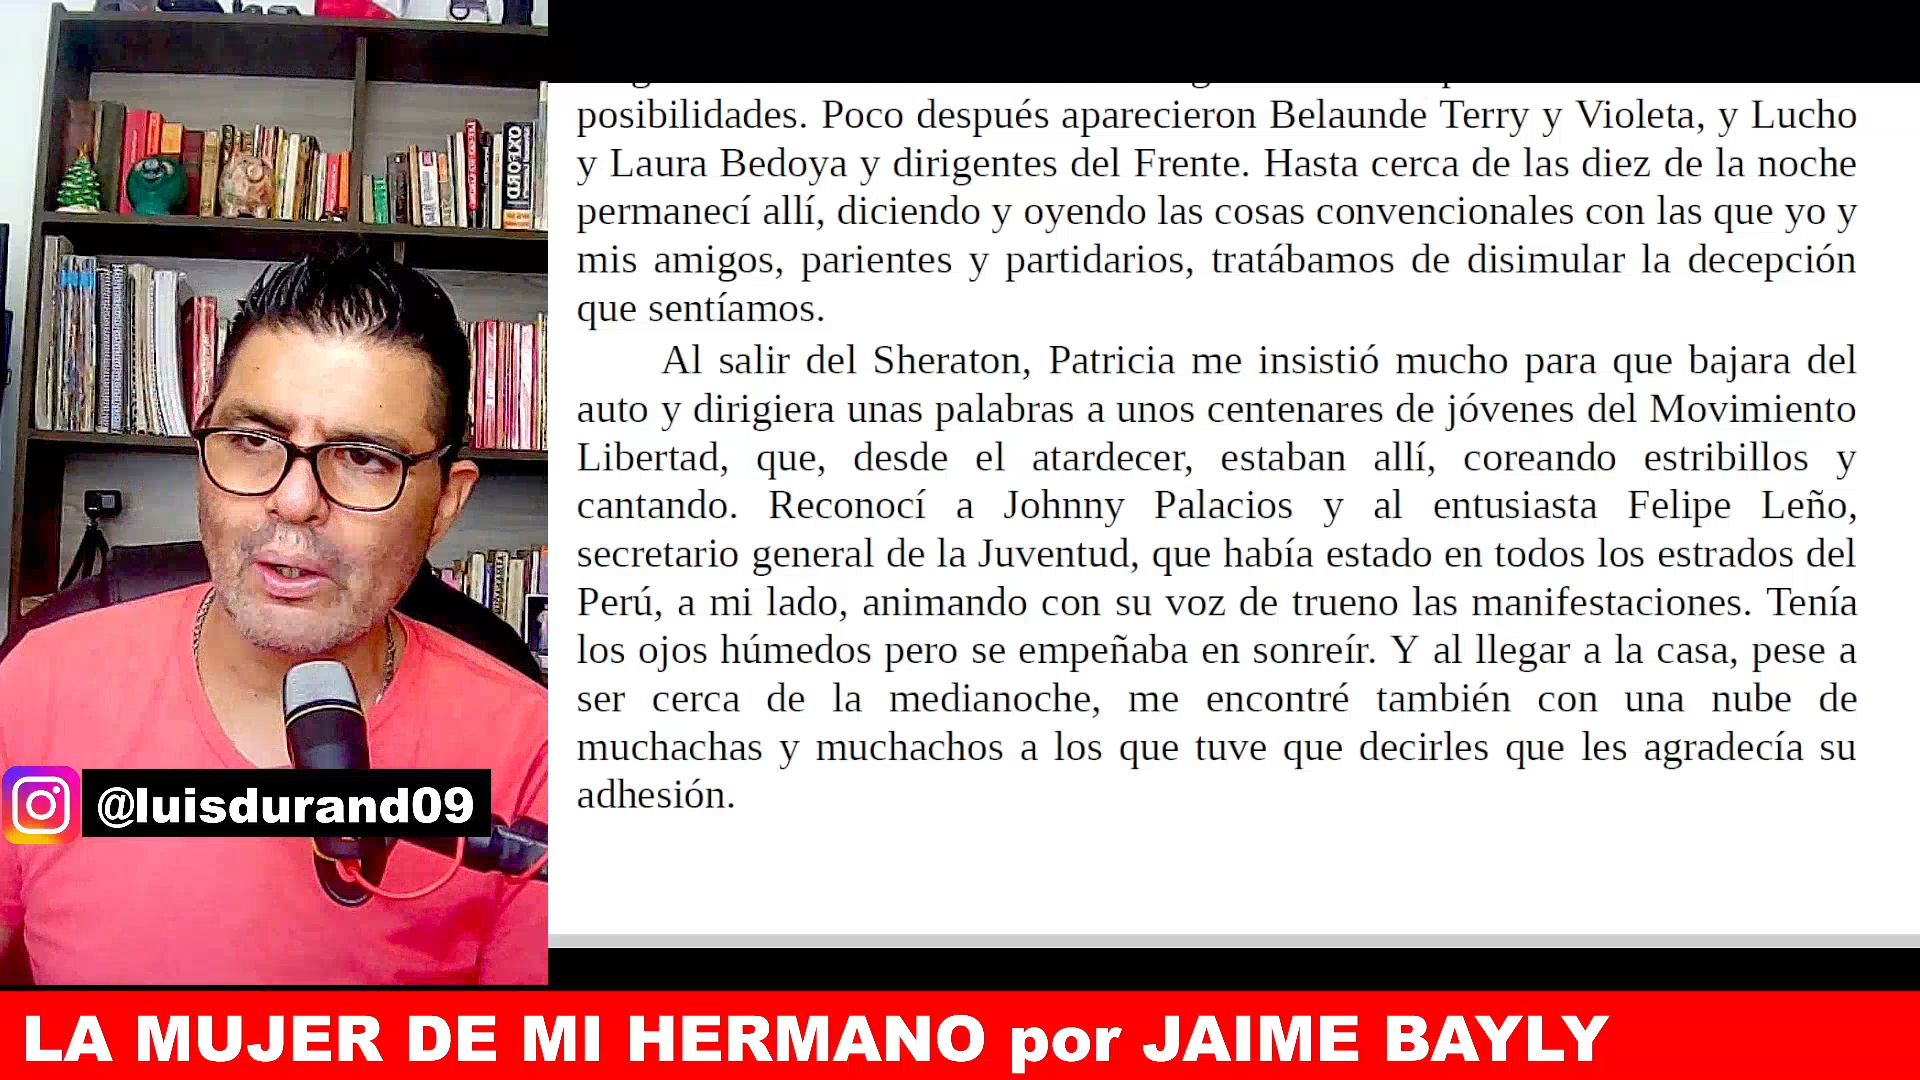 posibilidades. Poco después aparecieron Belaunde Terry y Violeta, y Lucho
y Laura Bedoya y dirigentes del Frente. Hasta cerca de las diez de la noche
permanecí allí, diciendo y oyendo las cosas convencionales con las que yo y
mis amigos, parientes y partidarios, tratábamos de disimular la decepción
que sentíamos.
Al salir del Sheraton, Patricia me insistió mucho para que bajara del
auto y dirigiera unas palabras a unos centenares de jóvenes del Movimiento
Libertad, que, desde el atardecer, estaban allí, coreando estribillos y
cantando. Reconocí a Johnny Palacios y al entusiasta Felipe Leño,
secretario general de la Juventud, que había estado en todos los estrados del
Perú, a mi lado, animando con su voz de trueno las manifestaciones. Tenía
los ojos húmedos pero se empeñaba en sonreír. Y al llegar a la casa, pese a
ser cerca de la medianoche, me encontré también con una nube de
muchachas y muchachos a los que tuve que decirles que les agradecía su
adhesión.
OXFORD
@luisdurand09
LA MUJER DE MI HERMANO por JAIME BAYLY